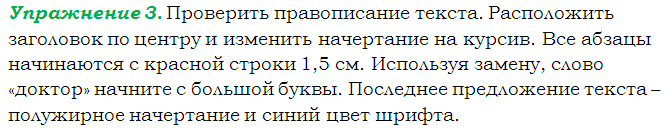 Упражнение 3. Проверить правописание текста. Расположить
заголовок по центру и изменить начертание на курсив. Все абзацы
начинаются с красной строки 1,5 см. Используя замену, слово
«доктор» начните с большой буквы. Последнее предложение текста –
полужирное начертание и синий цвет шрифта.